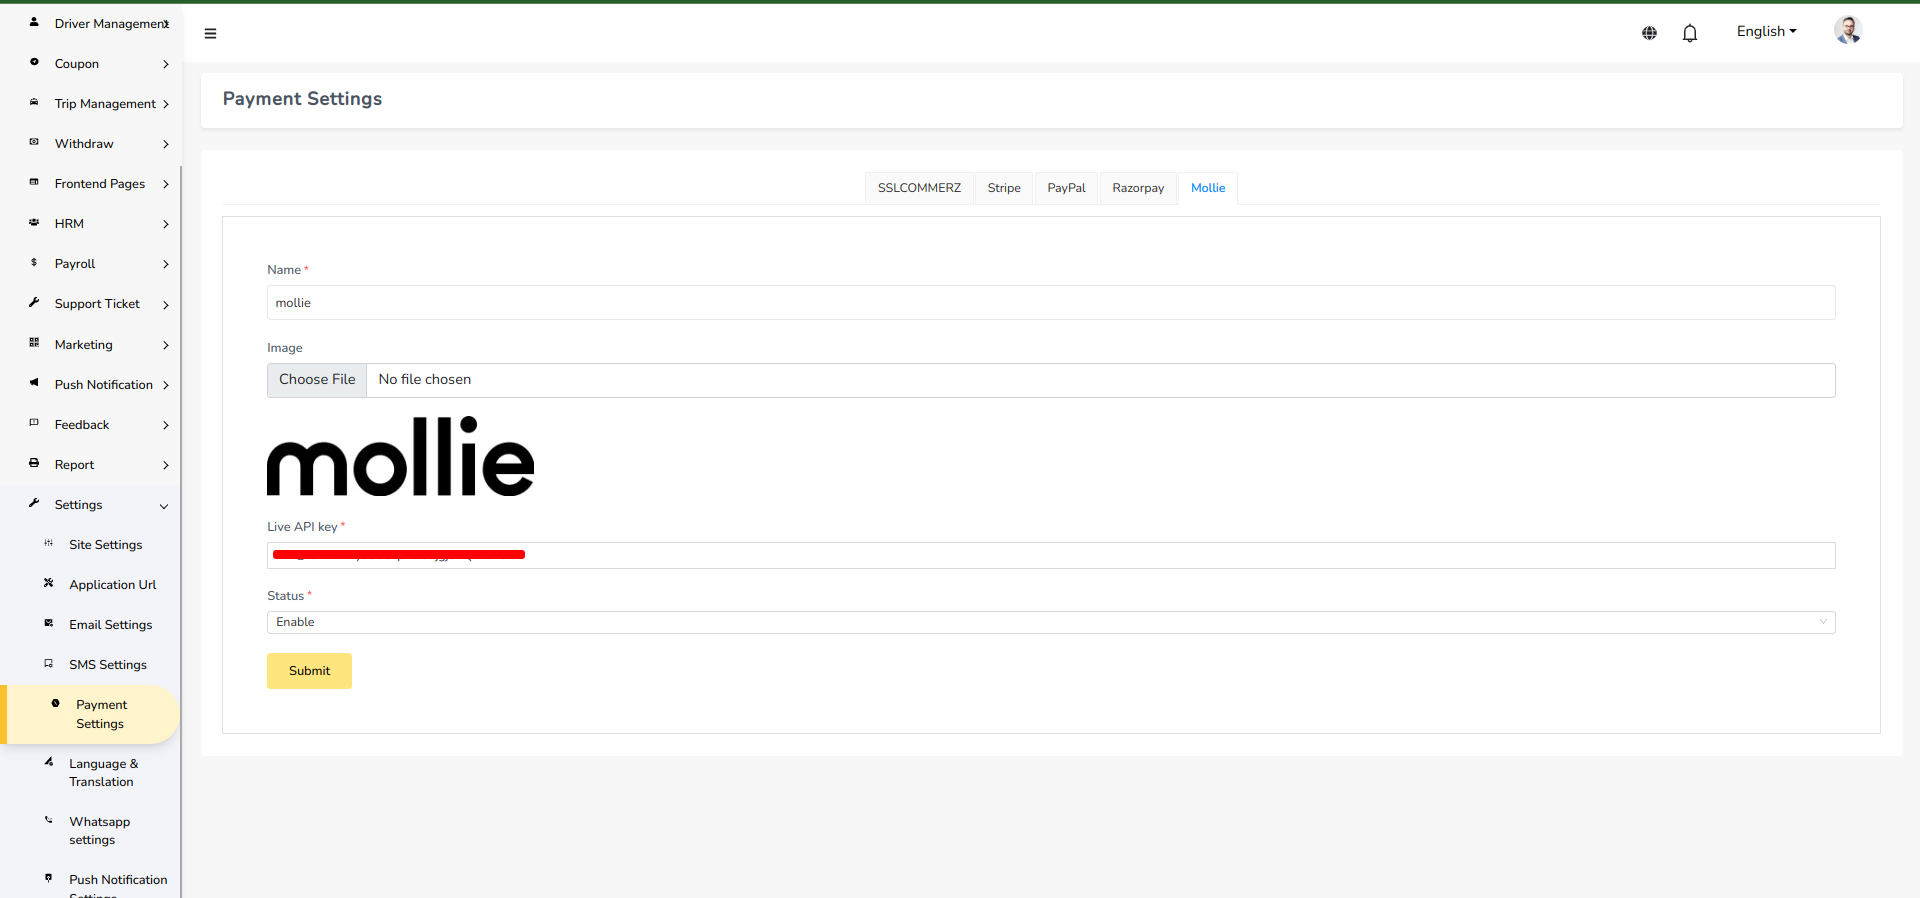 Driver Management
Coupon
Trip Management
Withdraw
Frontend Pages
HRM
Payroll
Support Ticket
Marketing
Push Notification
Feedback
Report
Settings
Site Settings
Application Url
Email Settings
SMS Settings
Payment
Settings
Language &
Translation
Whatsapp
settings
Push Notification
English
Payment Settings
SSLCOMMERZ Stripe PayPal Razorpay Mollie
Name *
mollie
Image
Choose File No file chosen
mollie
Live API key *
Status *
Enable
Submit